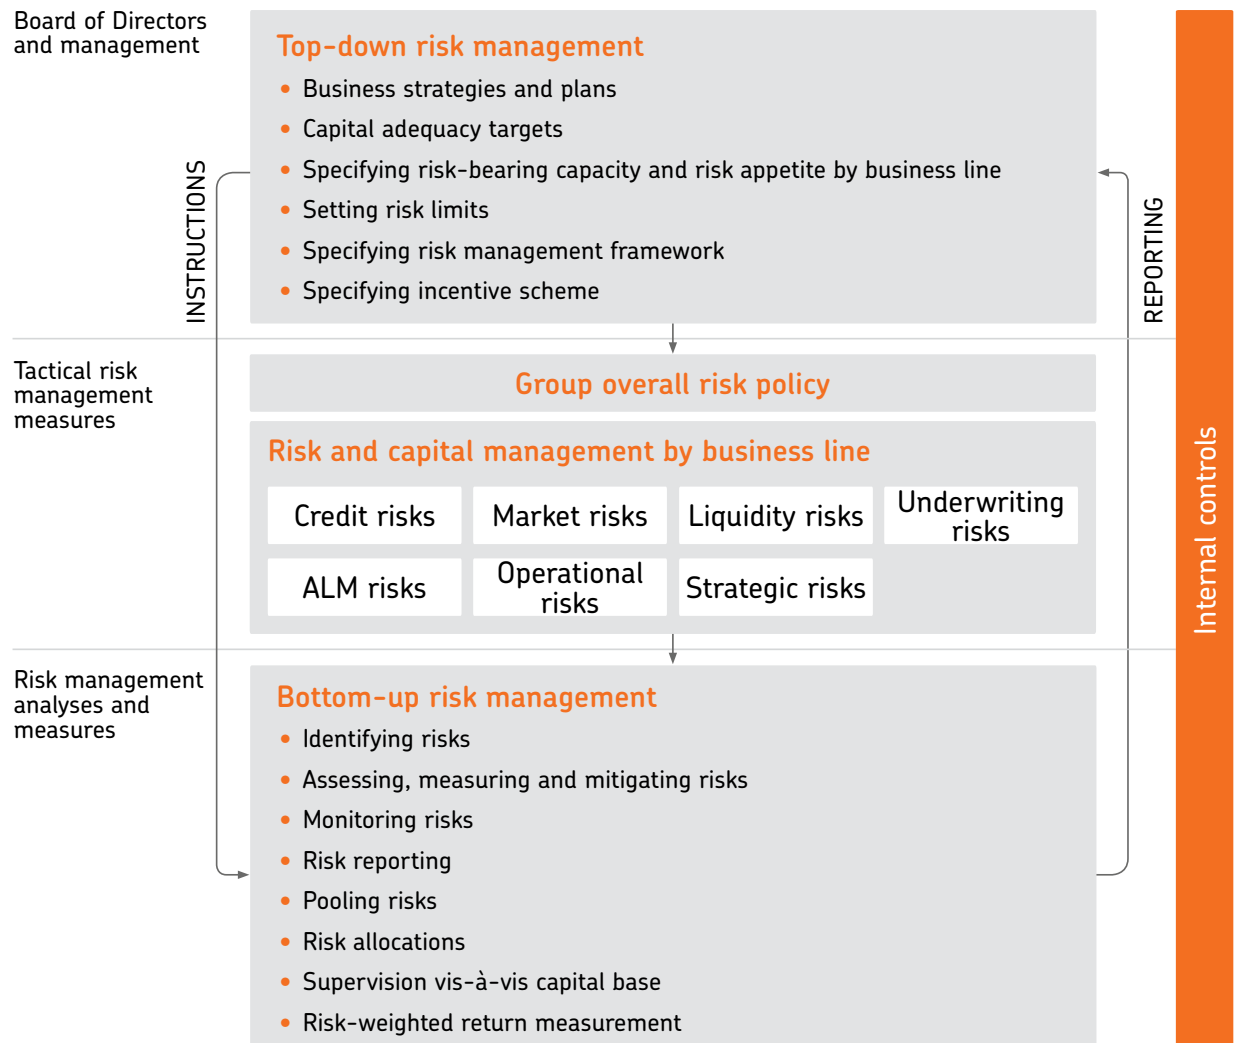 Board of Directors
and management
Top-down risk management
• Business strategies and plans
• Capital adequacy targets
• Specifying risk-bearing capacity and risk appetite by business line
• Setting risk limits
• Specifying risk management framework
• Specifying incentive scheme
INSTRUCTIONS
REPORTING
Internal controls
Tactical risk
management
measures
Group overall risk policy
Risk and capital management by business line
Credit risks
Market risks
Liquidity risks
Underwriting
risks
ALM risks
Operational
risks
Strategic risks
Risk management
analyses and
measures
Bottom-up risk management
• Identifying risks
• Assessing, measuring and mitigating risks
• Monitoring risks
• Risk reporting
• Pooling risks
• Risk allocations
• Supervision vis-à-vis capital base
• Risk-weighted return measurement